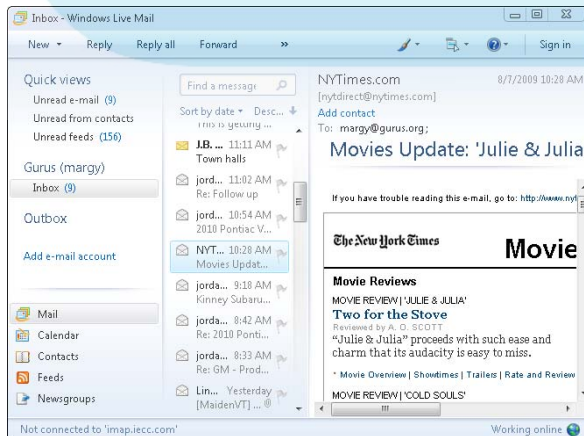 Inbox - Windows Live Mail
New Reply Reply all Forward » Sign in
Quick views
Unread e-mail (9)
Unread from contacts
Unread feeds (156)
Gurus (margy)
Inbox (9)
Outbox
Add e-mail account
Mail
Calendar
Contacts
Feeds
Newsgroups
Find a message
Sort by date Desc...
This is getting ...
J.B. ... 11:11 AM
Town halls
jord... 11:02 AM
Re: Follow up
jord... 10:54 AM
2010 Pontiac V...
NYT... 10:28 AM
Movies Updat...
jorda... 9:18 AM
Kinney Subaru...
jorda... 8:42 AM
Re: 2010 Ponti...
jorda... 8:33 AM
Re: GM - Prod...
Lin... Yesterday
[MaidenVT] ...
NYTimes.com 8/7/2009 10:28 AM
[nytdirect@nytimes.com]
Add contact
To: margy@gurus.org;
Movies Update: 'Julie & Julia
If you have trouble reading this e-mail, go to: http://www.nyt
The New York Times Movie
Movie Reviews
MOVIE REVIEW | 'JULIE & JULIA'
Two for the Stove
Reviewed by A. O. SCOTT
“Julie & Julia” proceeds with such ease and
charm that its audacity is easy to miss.
* Movie Overview | Showtimes | Trailers | Rate and Review
MOVIE REVIEW | 'COLD SOULS'
Not connected to 'imap.iecc.com' Working online